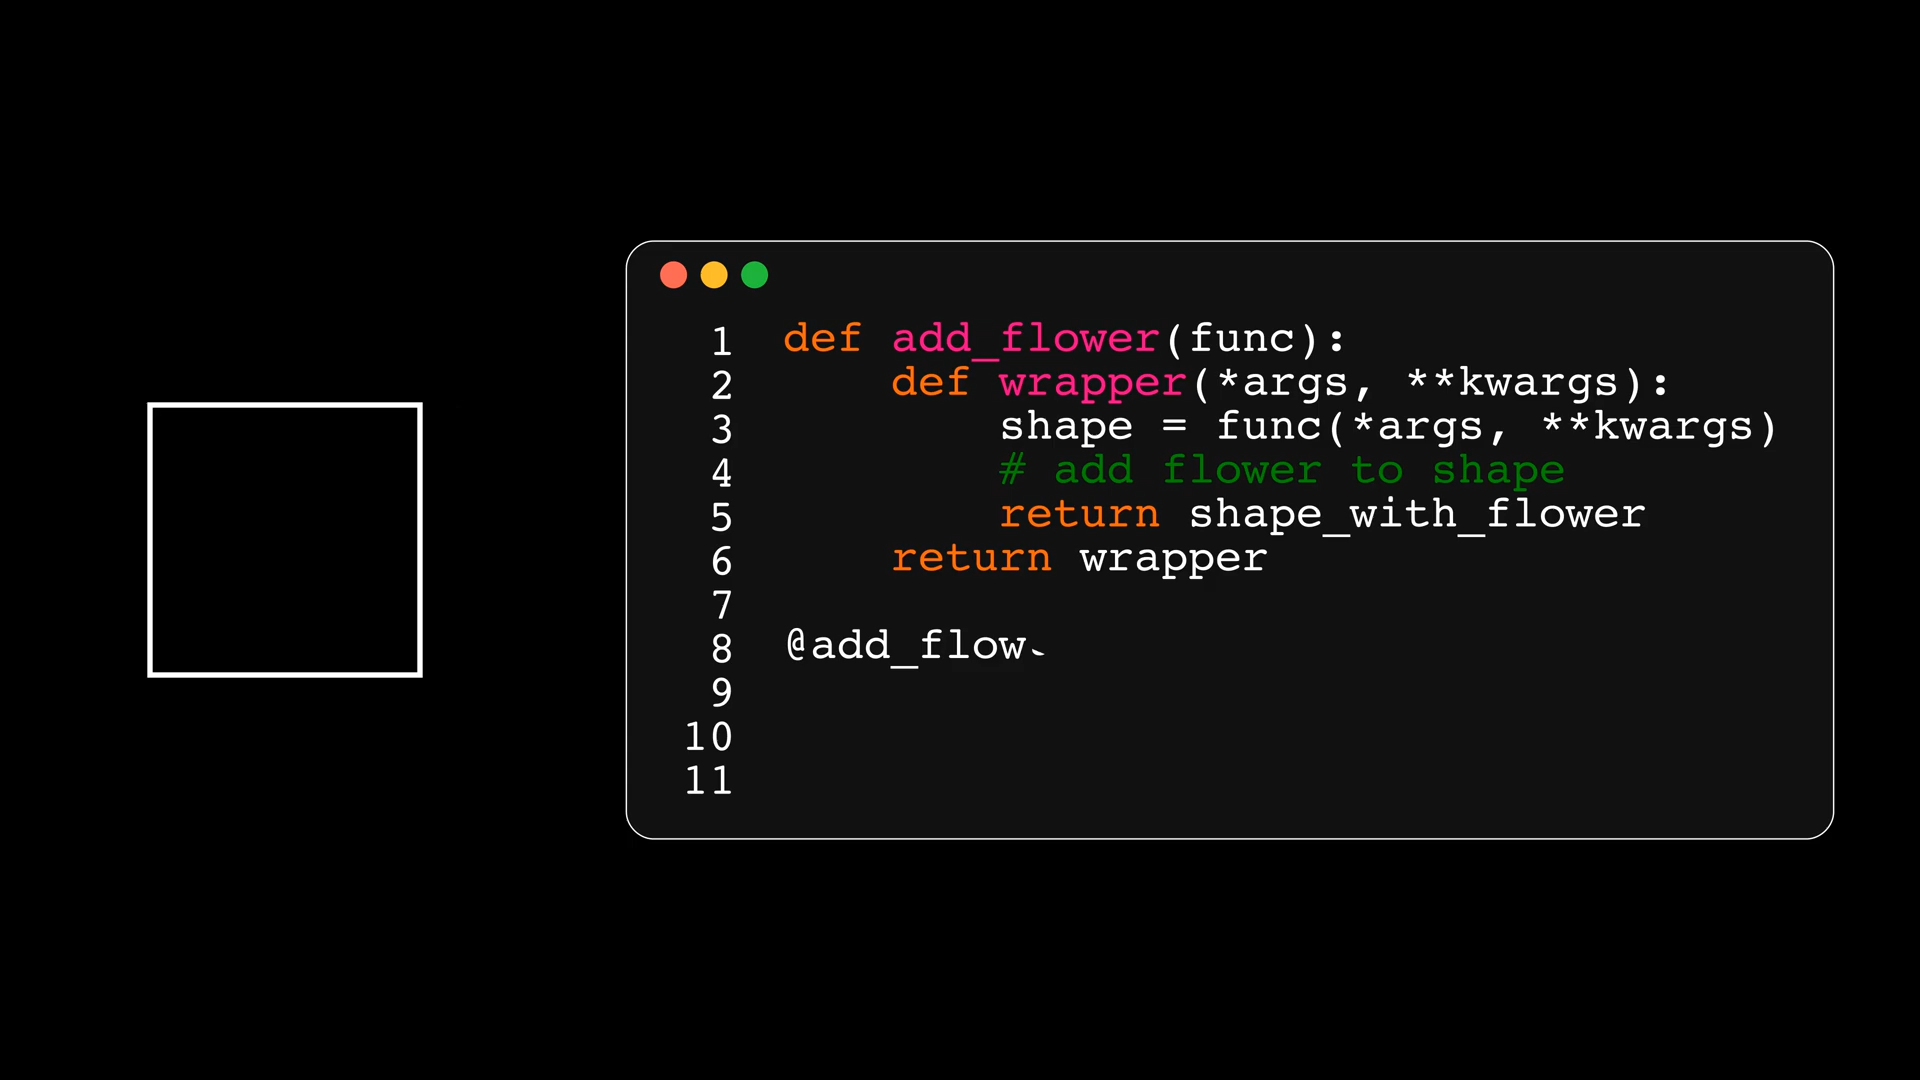 1 def add_flower(func):
2     def wrapper(*args, **kwargs):
3         shape = func(*args, **kwargs)
4         # add flower to shape
5         return shape_with_flower
6     return wrapper
7
8 @add_flow
9
10
11